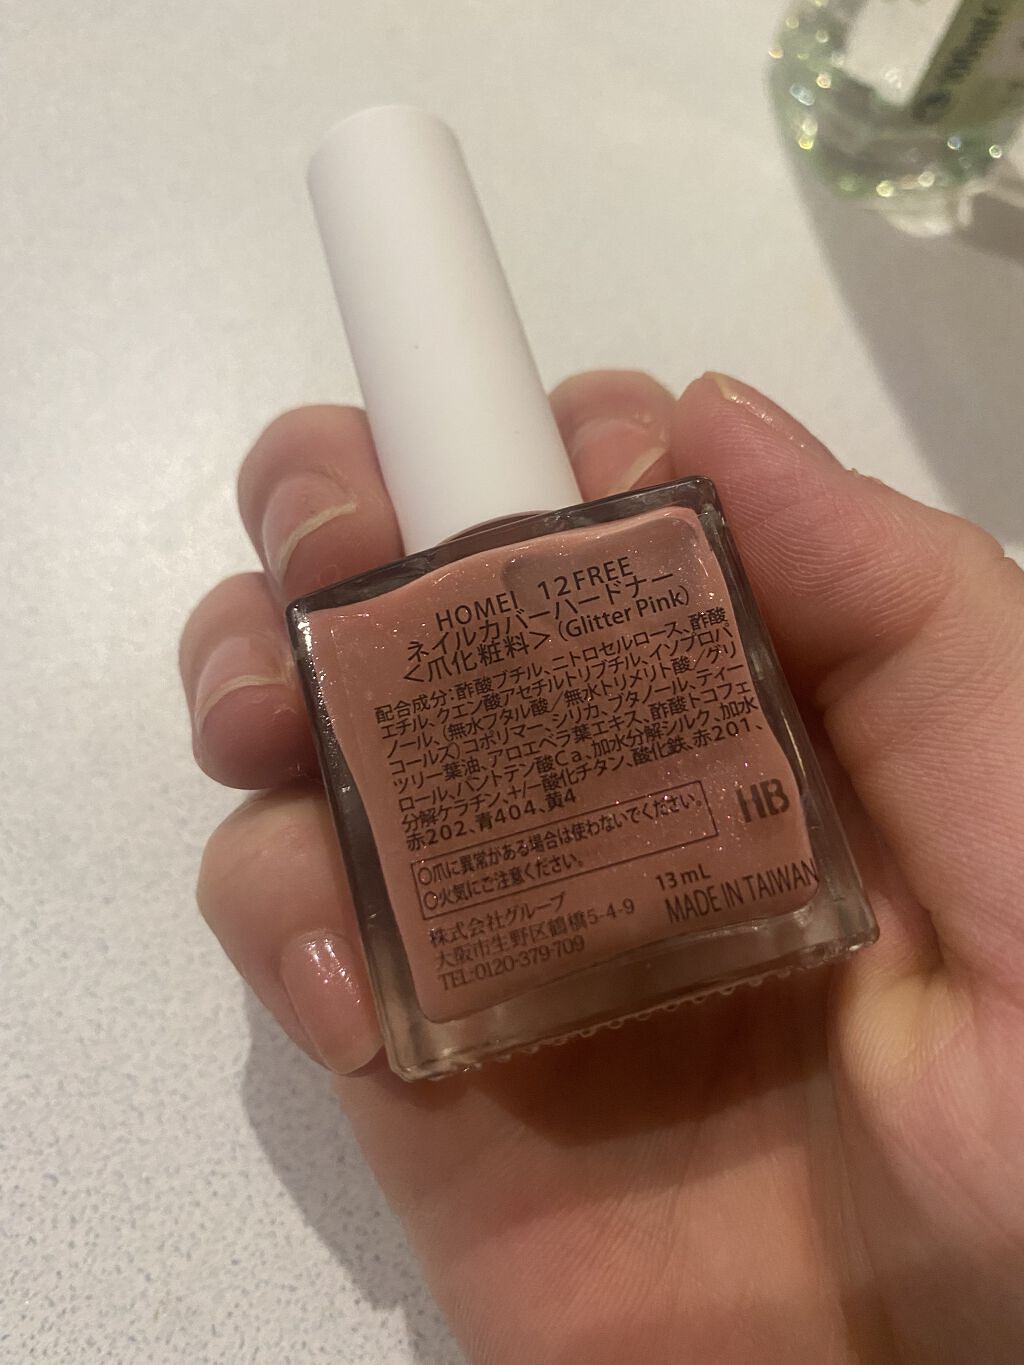 HOMEI 12FREE
ネイルカバーハードナー
<爪化粧料> (Glitter Pink)
配合成分:酢酸ブチル、ニトロセルロース、酢酸
エチル、クエン酸アセチルトリブチル、イソプロパ
ノール、(無水フタル酸/無水トリメリト酸/グリ
コールズ)コポリマー、シリカ、ブタノール、ティー
ツリー葉油、アロエベラ葉エキス、酢酸トコフェ
ロール、パントテン酸Ca、加水分解シルク、加水
分解ケラチン、+/-酸化チタン、酸化鉄、赤201、
赤202、青404、黄4
○爪に異常がある場合は使わないでください。
○火気にご注意ください。
HB
株式会社グループ
大阪市生野区鶴橋5-4-9
TEL:0120-379-709
13mL
MADE IN TAIWAN